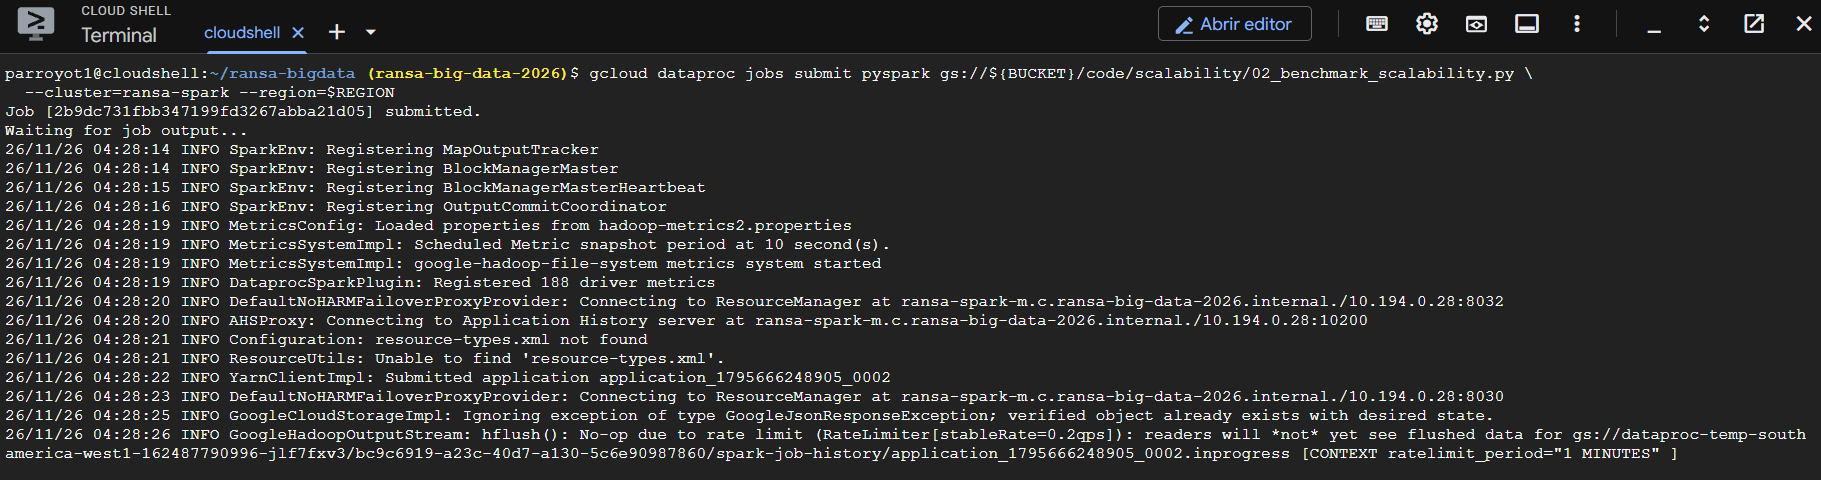 CLOUD SHELL
Terminal
cloudshell
Abrir editor
parroyot1@cloudshell:~/ransa-bigdata (ransa-big-data-2026)$ gcloud dataproc jobs submit pyspark gs://${BUCKET}/code/scalability/02_benchmark_scalability.py \
  --cluster=ransa-spark --region=$REGION
Job [2b9dc731fbb347199fd3267abba21d05] submitted.
Waiting for job output...
26/11/26 04:28:14 INFO SparkEnv: Registering MapOutputTracker
26/11/26 04:28:14 INFO SparkEnv: Registering BlockManagerMaster
26/11/26 04:28:15 INFO SparkEnv: Registering BlockManagerMasterHeartbeat
26/11/26 04:28:16 INFO SparkEnv: Registering OutputCommitCoordinator
26/11/26 04:28:19 INFO MetricsConfig: Loaded properties from hadoop-metrics2.properties
26/11/26 04:28:19 INFO MetricsSystemImpl: Scheduled Metric snapshot period at 10 second(s).
26/11/26 04:28:19 INFO MetricsSystemImpl: google-hadoop-file-system metrics system started
26/11/26 04:28:19 INFO DataprocSparkPlugin: Registered 188 driver metrics
26/11/26 04:28:20 INFO DefaultNoHARMFailoverProxyProvider: Connecting to ResourceManager at ransa-spark-m.c.ransa-big-data-2026.internal./10.194.0.28:8032
26/11/26 04:28:20 INFO AHSProxy: Connecting to Application History server at ransa-spark-m.c.ransa-big-data-2026.internal./10.194.0.28:10200
26/11/26 04:28:21 INFO Configuration: resource-types.xml not found
26/11/26 04:28:21 INFO ResourceUtils: Unable to find 'resource-types.xml'.
26/11/26 04:28:22 INFO YarnClientImpl: Submitted application application_1795666248905_0002
26/11/26 04:28:23 INFO DefaultNoHARMFailoverProxyProvider: Connecting to ResourceManager at ransa-spark-m.c.ransa-big-data-2026.internal./10.194.0.28:8030
26/11/26 04:28:25 INFO GoogleCloudStorageImpl: Ignoring exception of type GoogleJsonResponseException; verified object already exists with desired state.
26/11/26 04:28:26 INFO GoogleHadoopOutputStream: hflush(): No-op due to rate limit (RateLimiter[stableRate=0.2qps]): readers will *not* yet see flushed data for gs://dataproc-temp-south
america-west1-162487790996-jlf7fxv3/bc9c6919-a23c-40d7-a130-5c6e90987860/spark-job-history/application_1795666248905_0002.inprogress [CONTEXT ratelimit_period="1 MINUTES" ]